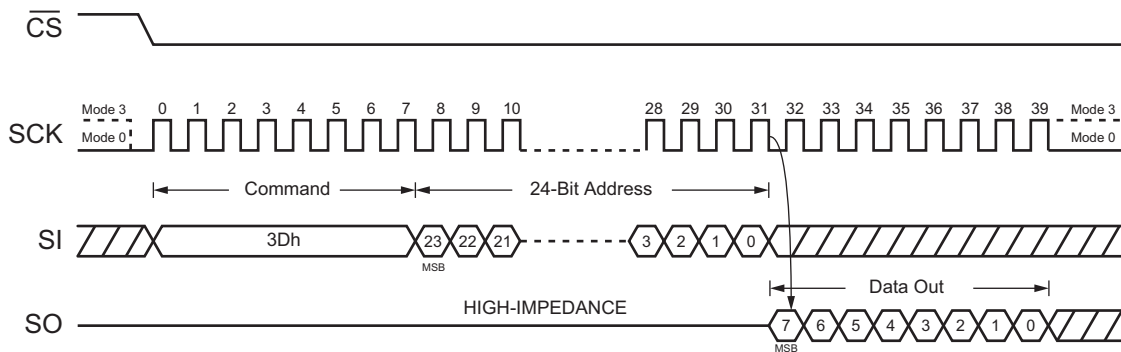 CS
Mode 3 0 1 2 3 4 5 6 7 8 9 10 28 29 30 31 32 33 34 35 36 37 38 39 Mode 3
SCK
Mode 0 Mode 0
Command 24-Bit Address
SI 3Dh 23 22 21 3 2 1 0
MSB
Data Out
HIGH-IMPEDANCE
SO 7 6 5 4 3 2 1 0
MSB